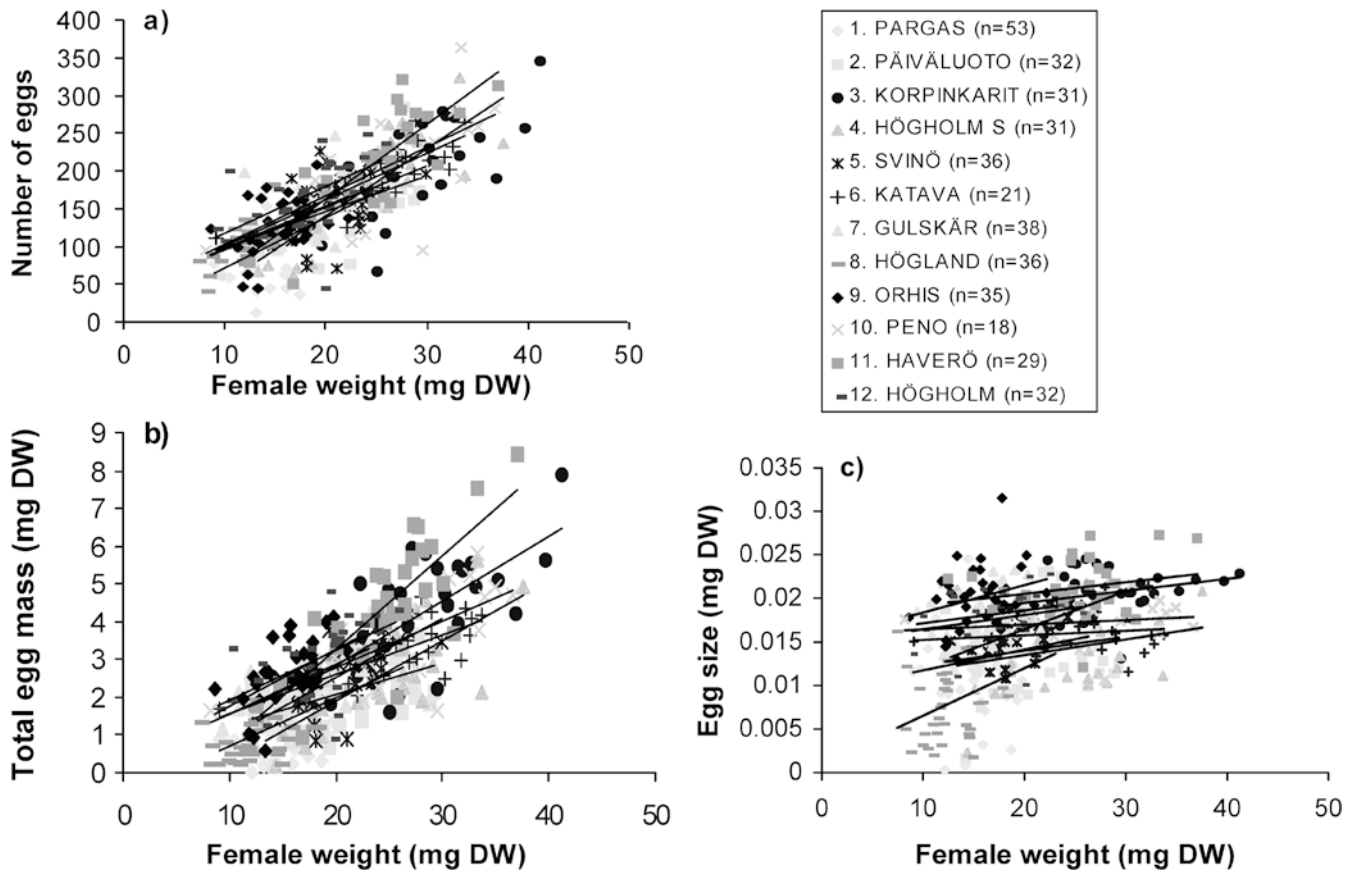 a)
Number of eggs
400
350
300
250
200
150
100
50
0
0 10 20 30 40 50
Female weight (mg DW)
1. PARGAS (n=53)
2. PÄIVÄLUOTO (n=32)
3. KORPINKARIT (n=31)
4. HÖGHOLM S (n=31)
5. SVINÖ (n=36)
6. KATAVA (n=21)
7. GULSKÄR (n=38)
8. HÖGLAND (n=36)
9. ORHIS (n=35)
10. PENO (n=18)
11. HAVERÖ (n=29)
12. HÖGHOLM (n=32)
b)
Total egg mass (mg DW)
9
8
7
6
5
4
3
2
1
0
0 10 20 30 40 50
Female weight (mg DW)
c)
Egg size (mg DW)
0.035
0.03
0.025
0.02
0.015
0.01
0.005
0
0 10 20 30 40 50
Female weight (mg DW)